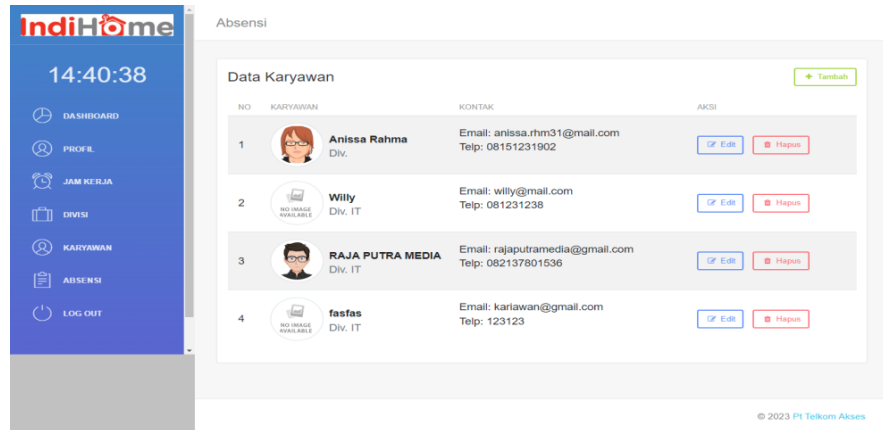 IndiHome
14:40:38
DASHBOARD
PROFIL
JAM KERJA
DIVISI
KARYAWAN
ABSENSI
LOG OUT
Absensi
Data Karyawan
+ Tambah
NO KARYAWAN KONTAK AKSI
1 Anissa Rahma Email: anissa.rhm31@mail.com Edit Hapus
Div. Telp: 08151231902
2 NO IMAGE AVAILABLE Willy Email: willy@mail.com Edit Hapus
Div. IT Telp: 081231238
3 RAJA PUTRA MEDIA Email: rajaputramedia@gmail.com Edit Hapus
Div. IT Telp: 082137801536
4 NO IMAGE AVAILABLE fasfas Email: kariawan@gmail.com Edit Hapus
Div. IT Telp: 123123
© 2023 Pt Telkom Akses